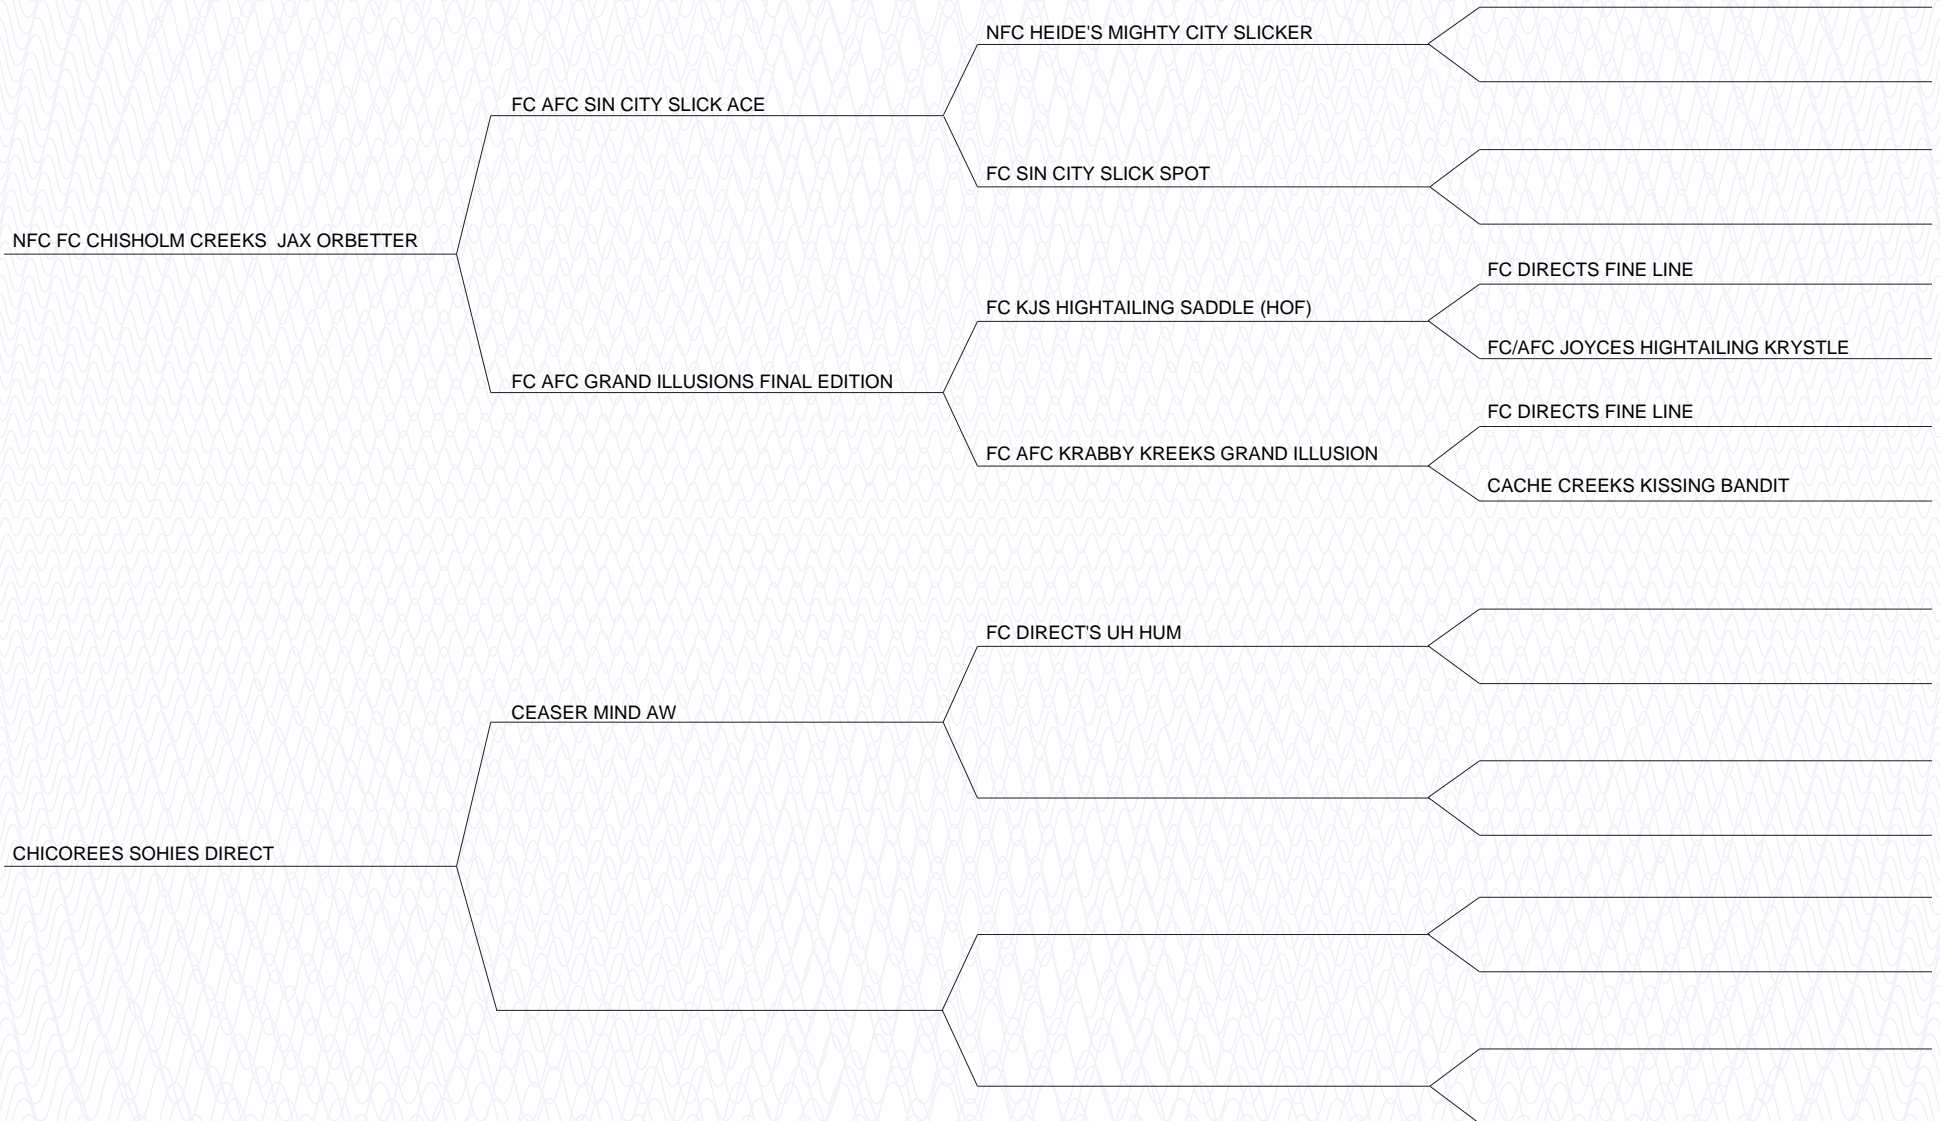 NFC HEIDE'S MIGHTY CITY SLICKER
FC AFC SIN CITY SLICK ACE
FC SIN CITY SLICK SPOT
NFC FC CHISHOLM CREEKS  JAX ORBETTER
FC DIRECTS FINE LINE
FC KJS HIGHTAILING SADDLE (HOF)
FC/AFC JOYCES HIGHTAILING KRYSTLE
FC AFC GRAND ILLUSIONS FINAL EDITION
FC DIRECTS FINE LINE
FC AFC KRABBY KREEKS GRAND ILLUSION
CACHE CREEKS KISSING BANDIT
FC DIRECT'S UH HUM
CEASER MIND AW
CHICOREES SOHIES DIRECT